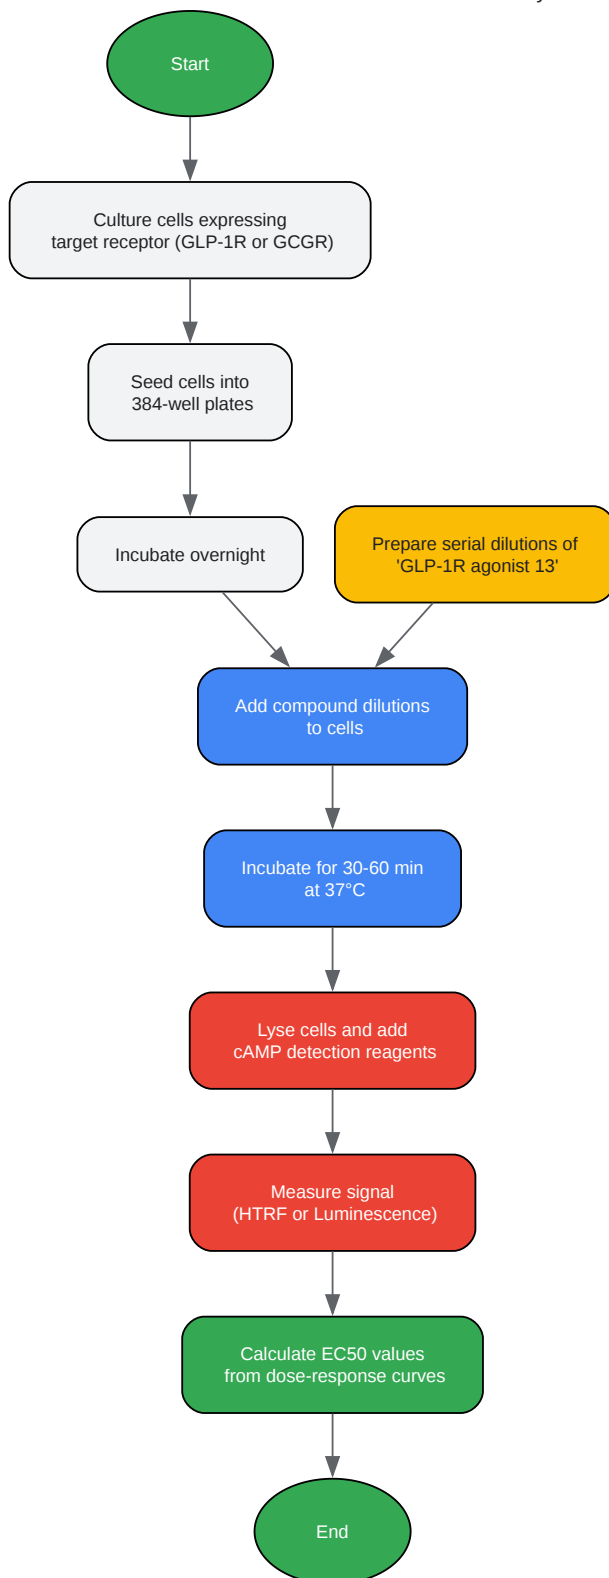 Start
Culture cells expressing
target receptor (GLP-1R or GCGR)
Seed cells into
384-well plates
Incubate overnight
Prepare serial dilutions of
'GLP-1R agonist 13'
Add compound dilutions
to cells
Incubate for 30-60 min
at 37°C
Lyse cells and add
cAMP detection reagents
Measure signal
(HTRF or Luminescence)
Calculate EC50 values
from dose-response curves
End